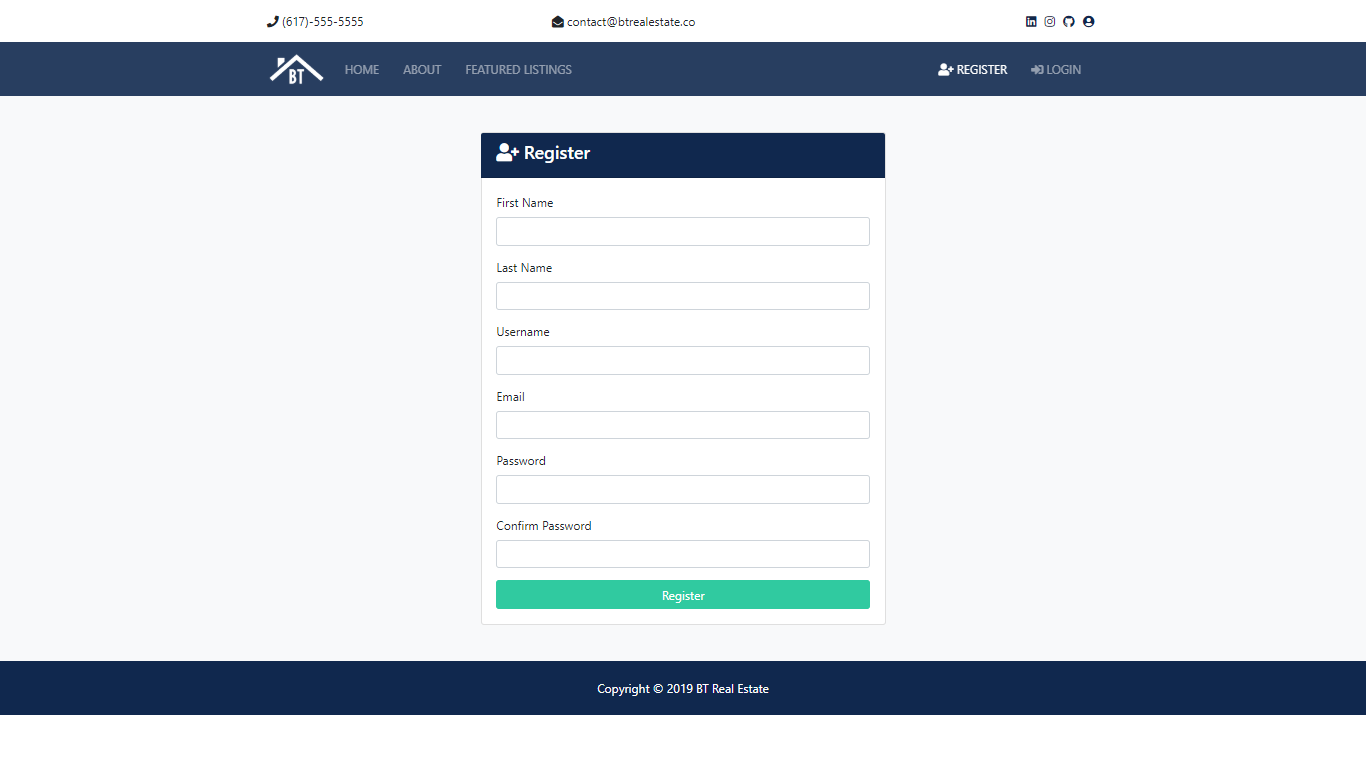 (617)-555-5555 contact@btrealestate.co
BT HOME ABOUT FEATURED LISTINGS REGISTER LOGIN
Register
First Name
Last Name
Username
Email
Password
Confirm Password
Register
Copyright © 2019 BT Real Estate